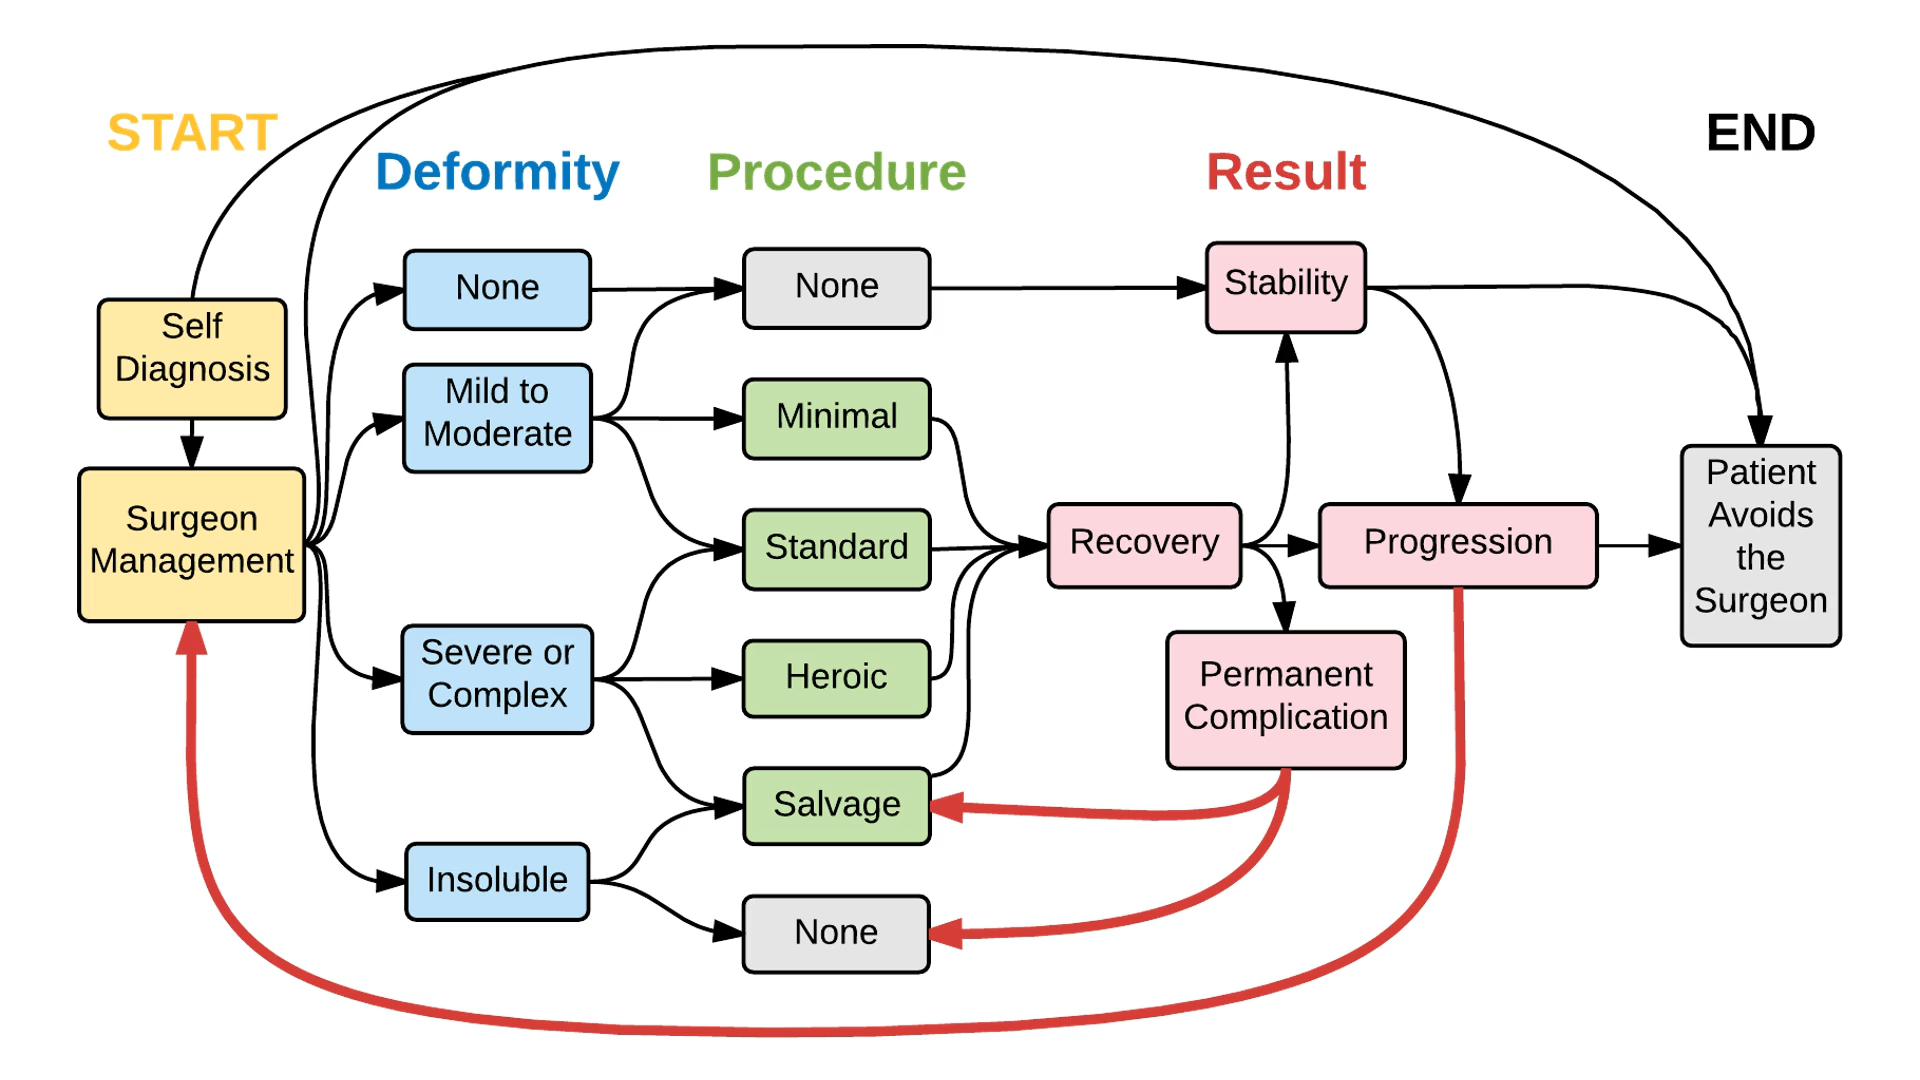 START
END
Deformity
Procedure
Result
Self
Diagnosis
Surgeon
Management
None
Mild to
Moderate
Severe or
Complex
Insoluble
None
Minimal
Standard
Heroic
Salvage
None
Recovery
Stability
Progression
Permanent
Complication
Patient
Avoids
the
Surgeon